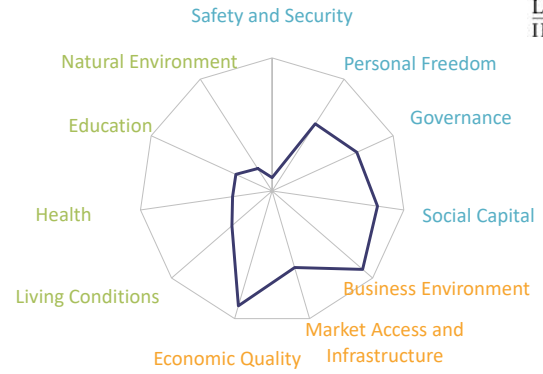 Safety and Security
Natural Environment
Personal Freedom
Education
Governance
Health
Social Capital
Living Conditions
Business Environment
Market Access and
Infrastructure
Economic Quality